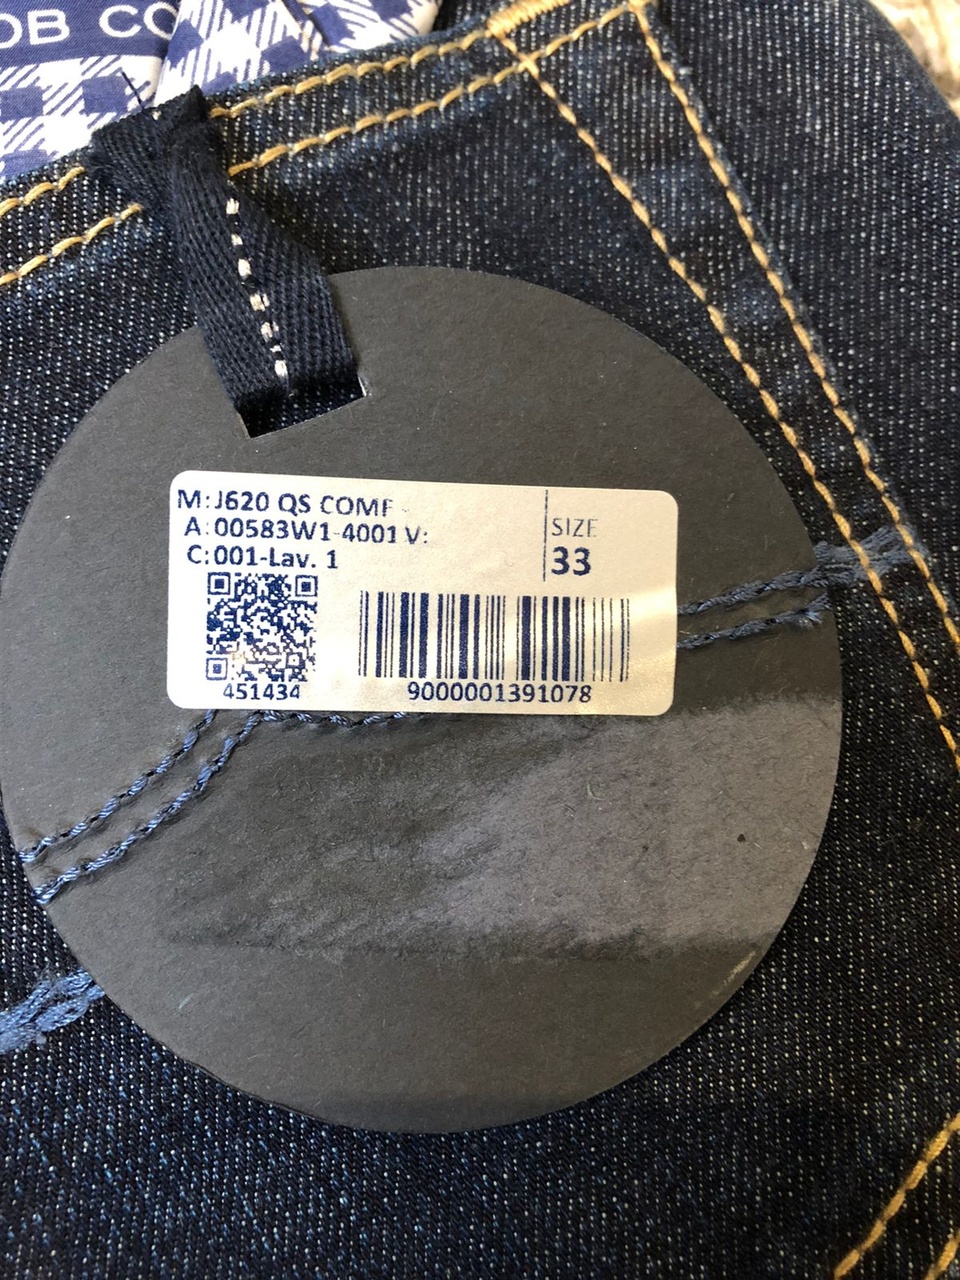 OB CO
M:J620 QS COMF -
A:00583W1-4001 V:
C:001-Lav. 1
SIZE
33
451434
9000001391078